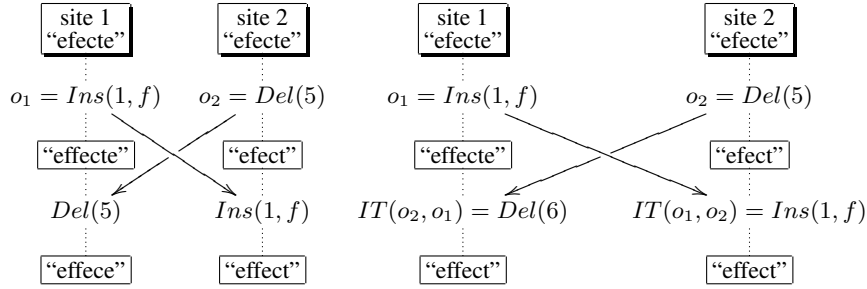 site 1 site 2 site 1 site 2
“efecte” “efecte” “efecte” “efecte”
o1 = Ins(1, f) o2 = Del(5) o1 = Ins(1, f) o2 = Del(5)
“effecte” “efect” “effecte” “efect”
Del(5) Ins(1, f) IT(o2, o1) = Del(6) IT(o1, o2) = Ins(1, f)
“effece” “effect” “effect” “effect”